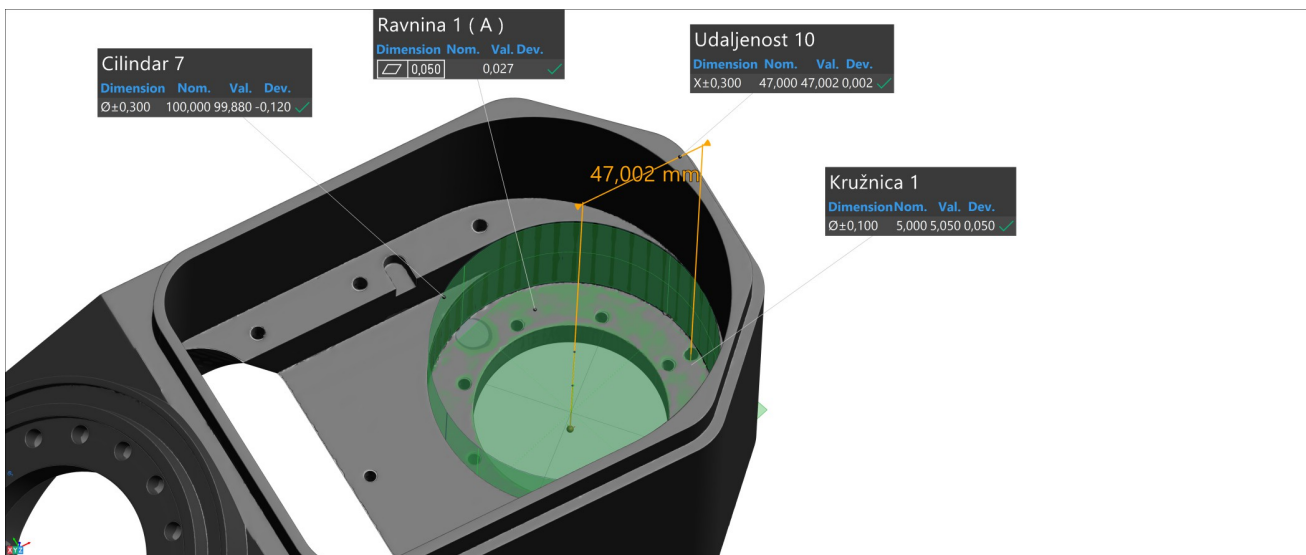 Ravnina 1 ( A )
Dimension Nom. Val. Dev.
0,050 0,027
Udaljenost 10
Dimension Nom. Val. Dev.
X±0,300 47,000 47,002 0,002
Cilindar 7
Dimension Nom. Val. Dev.
Ø±0,300 100,000 99,880 -0,120
47,002 mm
Kružnica 1
Dimension Nom. Val. Dev.
Ø±0,100 5,000 5,050 0,050
XYZ